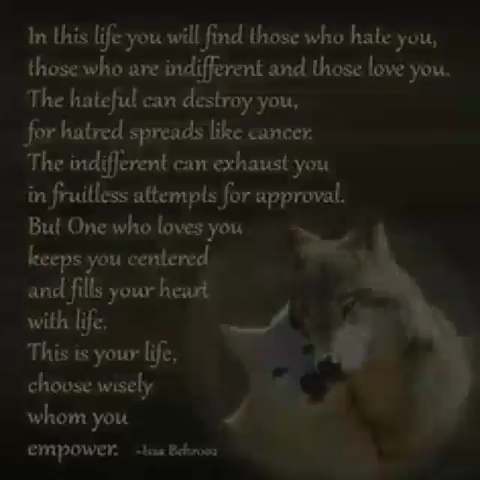 In this life you will find those who hate you,
those who are indifferent and those love you.
The hateful can destroy you,
for hatred spreads like cancer.
The indifferent can exhaust you
in fruitless attempts for approval.
But One who loves you
keeps you centered
and fills your heart
with life.
This is your life,
choose wisely
whom you
empower.